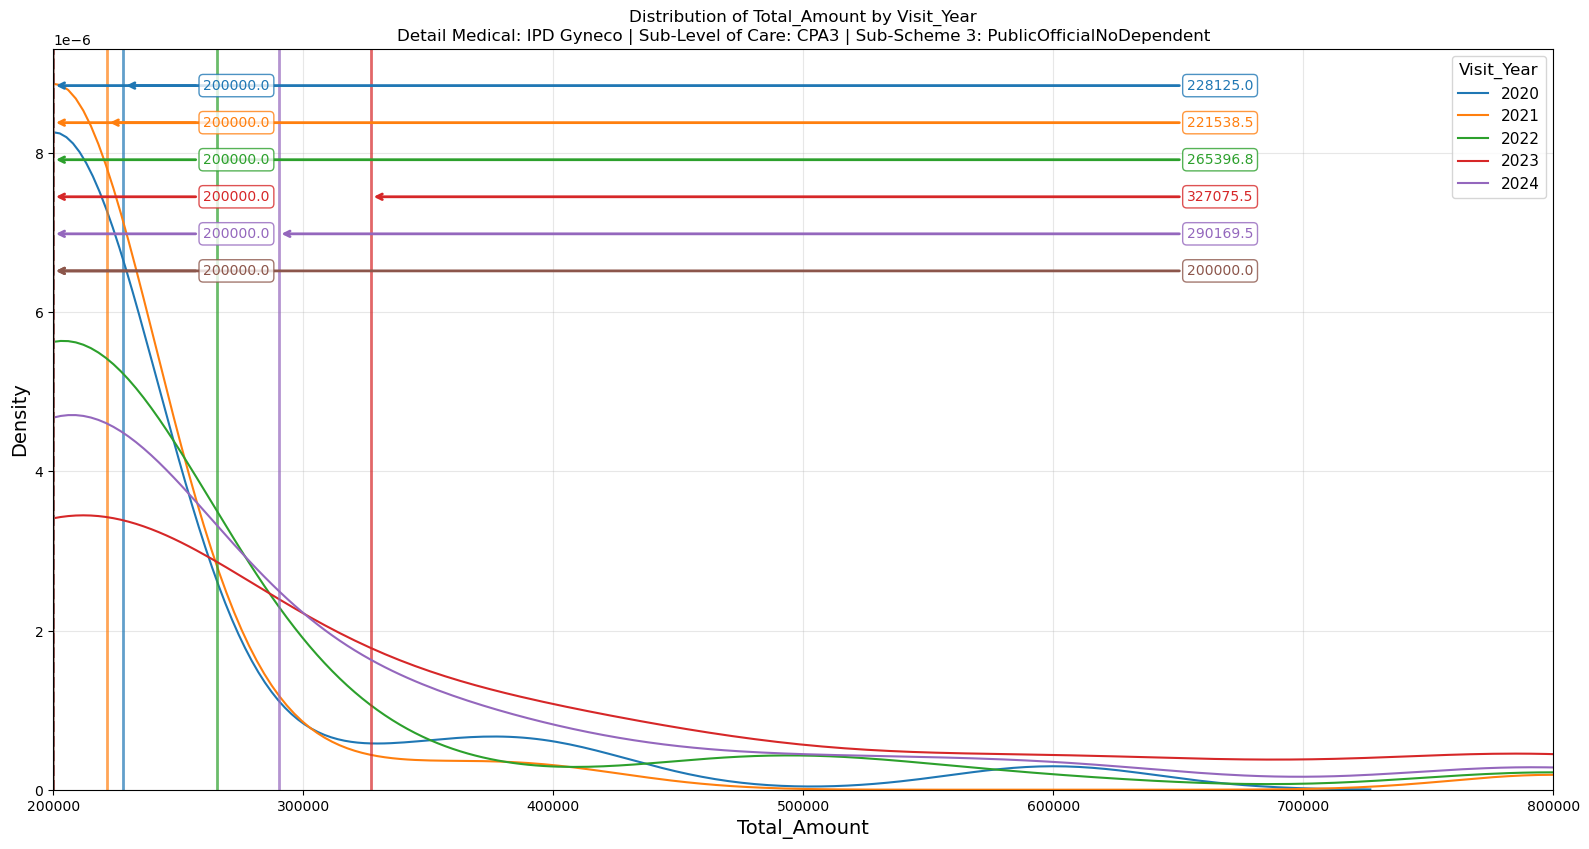 Distribution of Total_Amount by Visit_Year
Detail Medical: IPD Gyneco | Sub-Level of Care: CPA3 | Sub-Scheme 3: PublicOfficialNoDependent
1e−6
Visit_Year
2020
2021
2022
2023
2024
200000.0 228125.0
200000.0 221538.5
200000.0 265396.8
200000.0 327075.5
200000.0 290169.5
200000.0 200000.0
Density
8
6
4
2
0
200000 300000 400000 500000 600000 700000 800000
Total_Amount